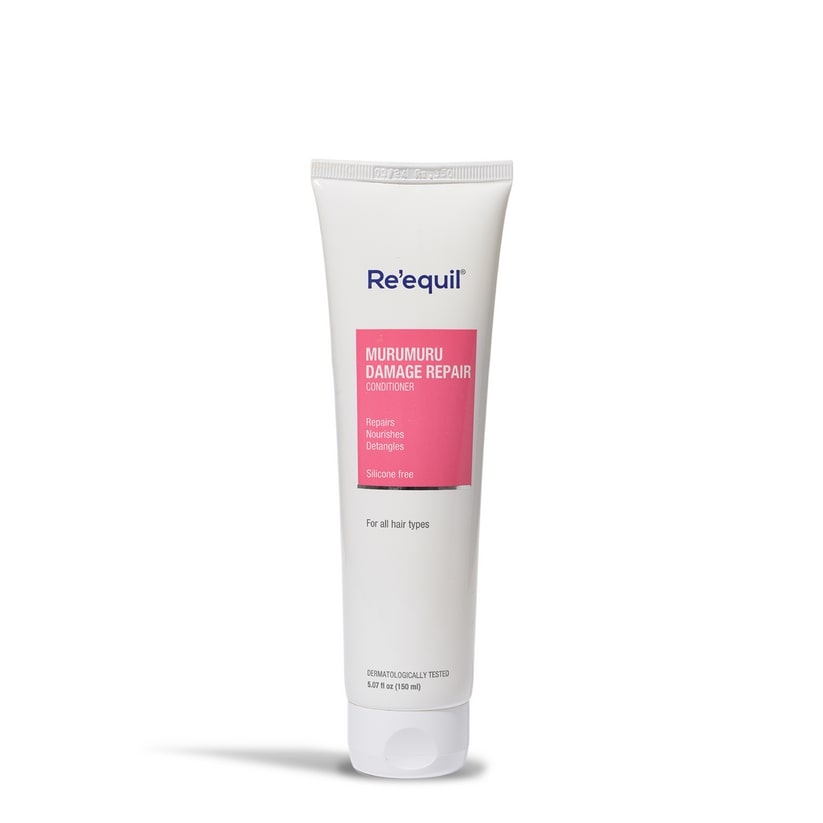 Re'equil®
MURUMURU
DAMAGE REPAIR
CONDITIONER
Repairs
Nourishes
Detangles
Silicone free
For all hair types
DERMATOLOGICALLY TESTED
5.07 fl oz (150 ml)